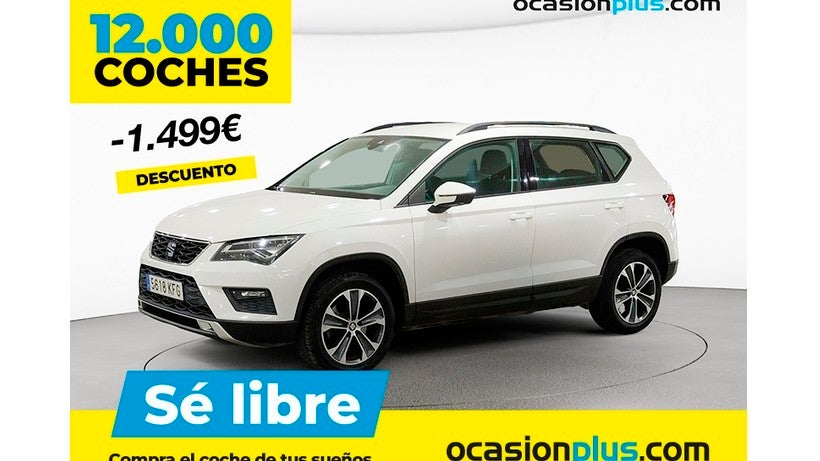 ocasionplus.com
12.000
COCHES
-1.499€
DESCUENTO
5618 KFG
Sé libre
Compra el coche de tus sueños
ocasionplus.com